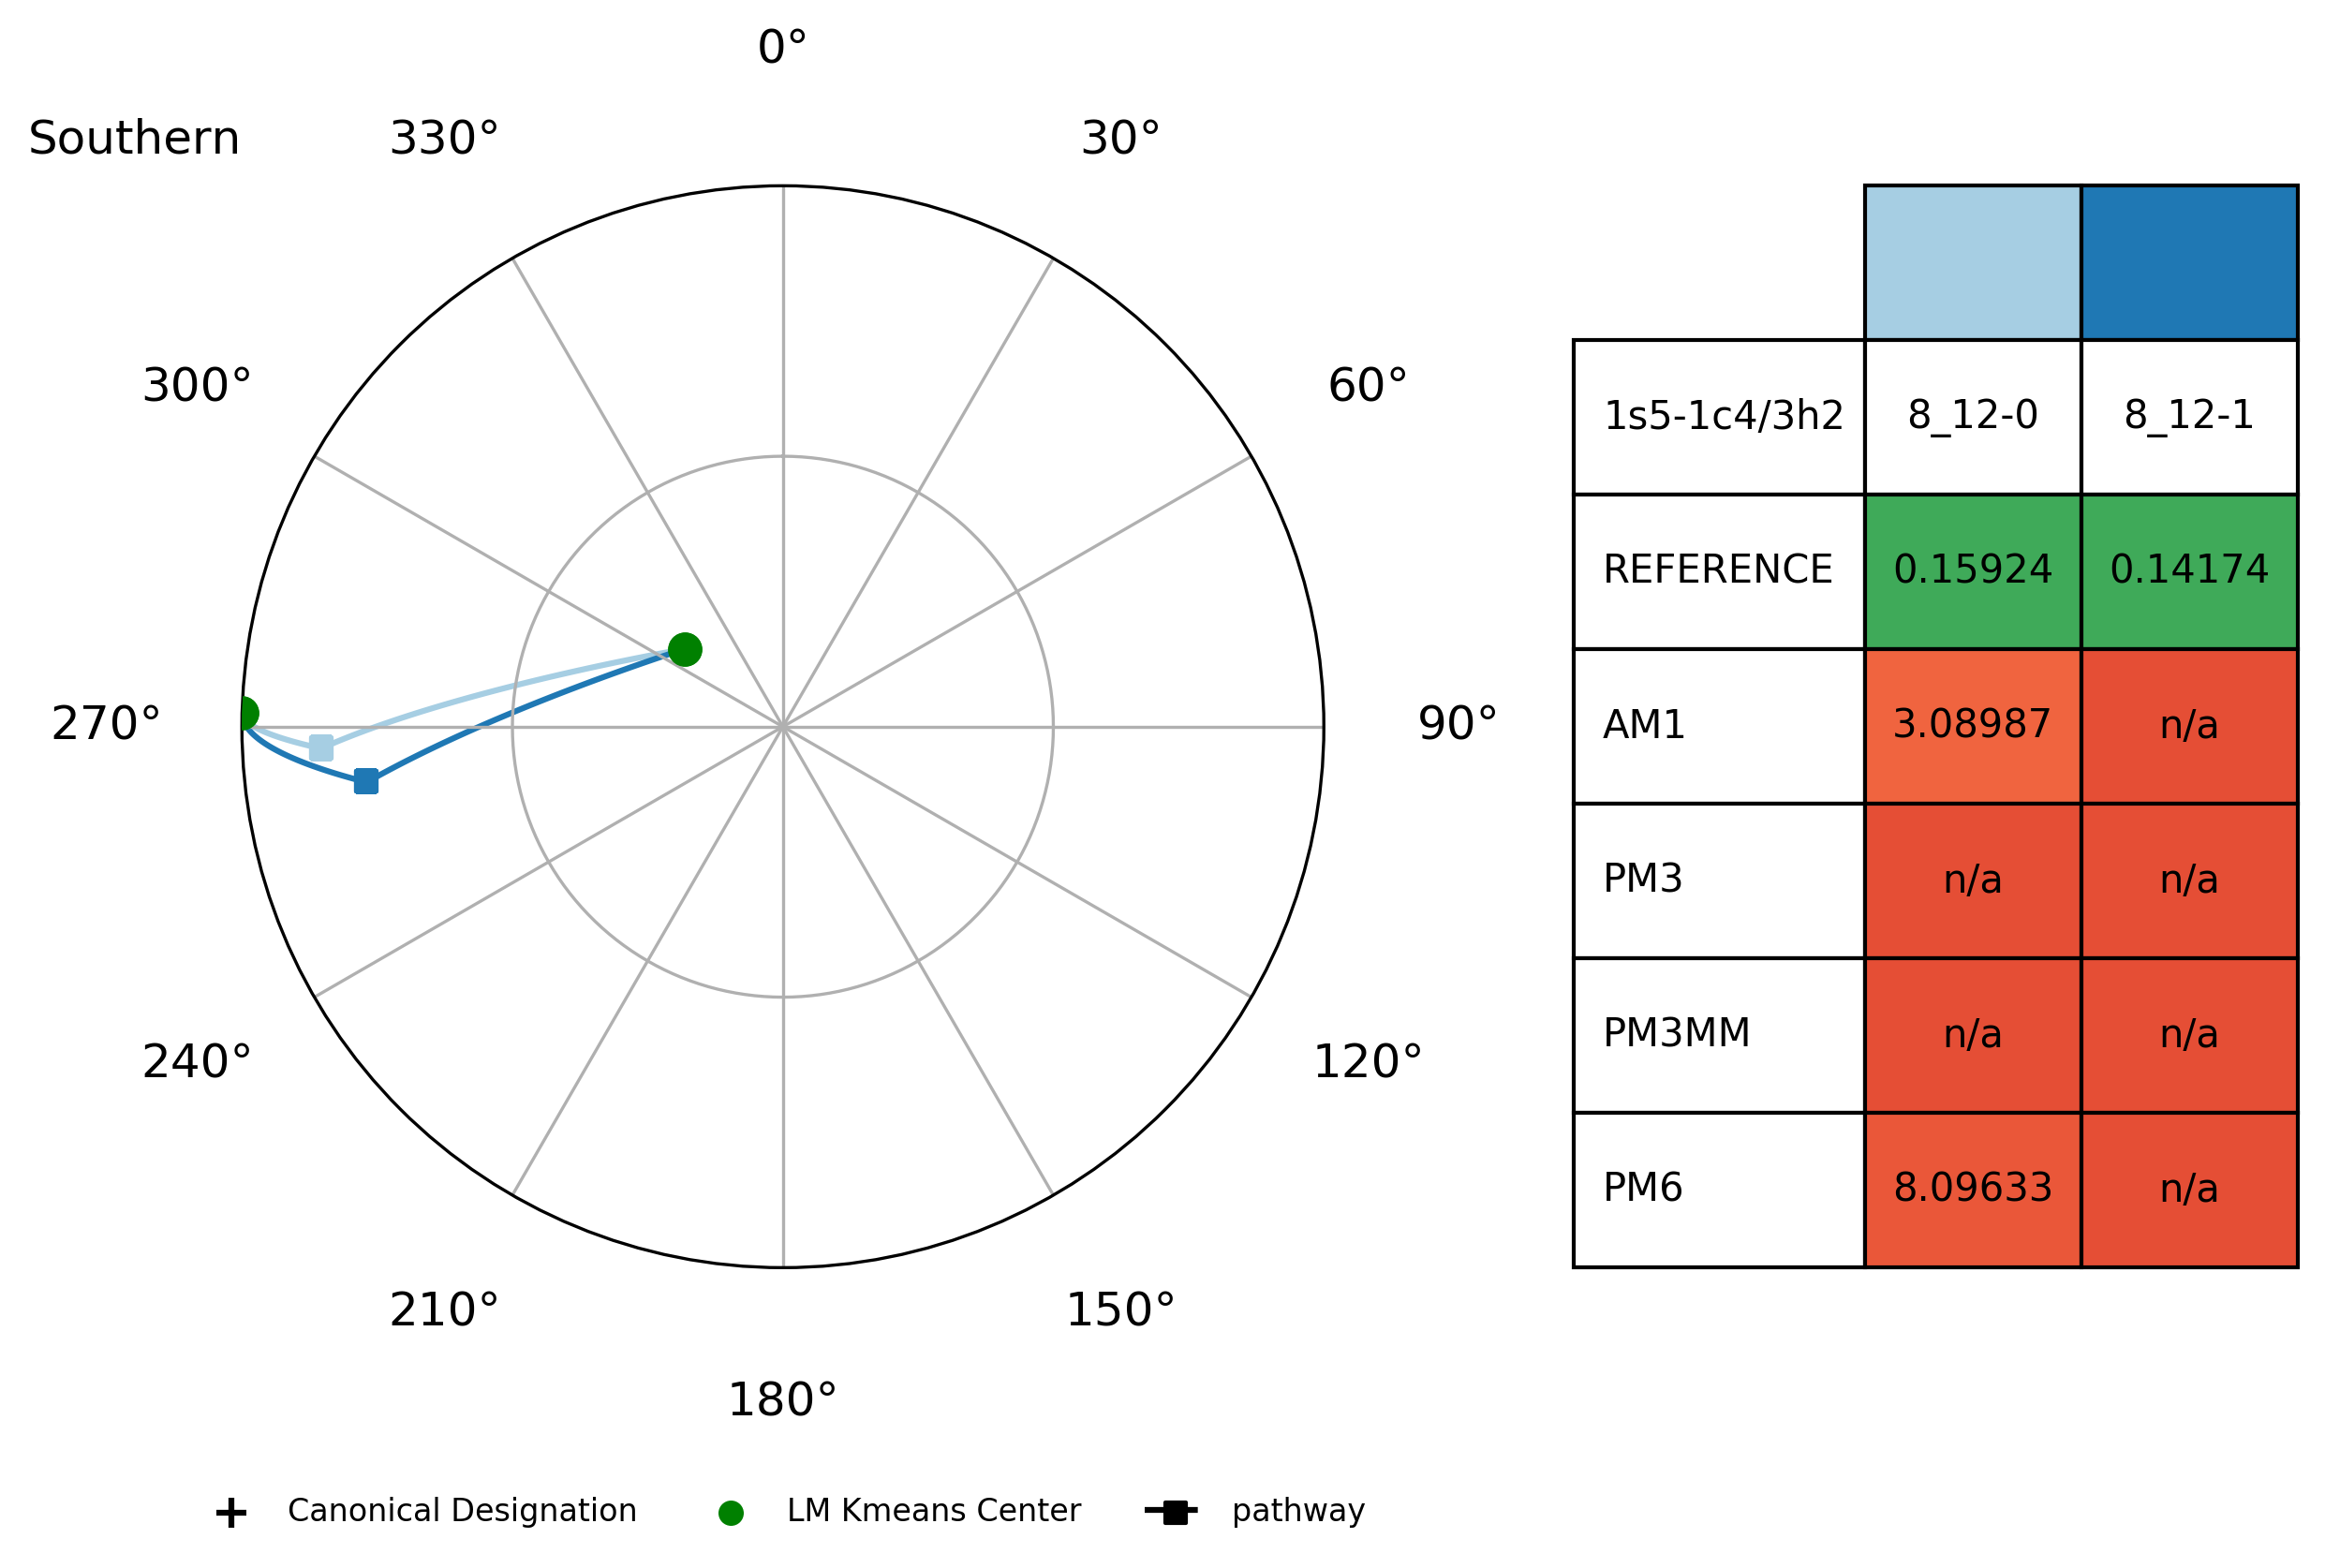 0°
Southern 330° 30°
300° 60°
270° 90°
240° 120°
210° 150°
180°
1s5-1c4/3h2 8_12-0 8_12-1
REFERENCE 0.15924 0.14174
AM1 3.08987 n/a
PM3 n/a n/a
PM3MM n/a n/a
PM6 8.09633 n/a
Canonical Designation LM Kmeans Center pathway